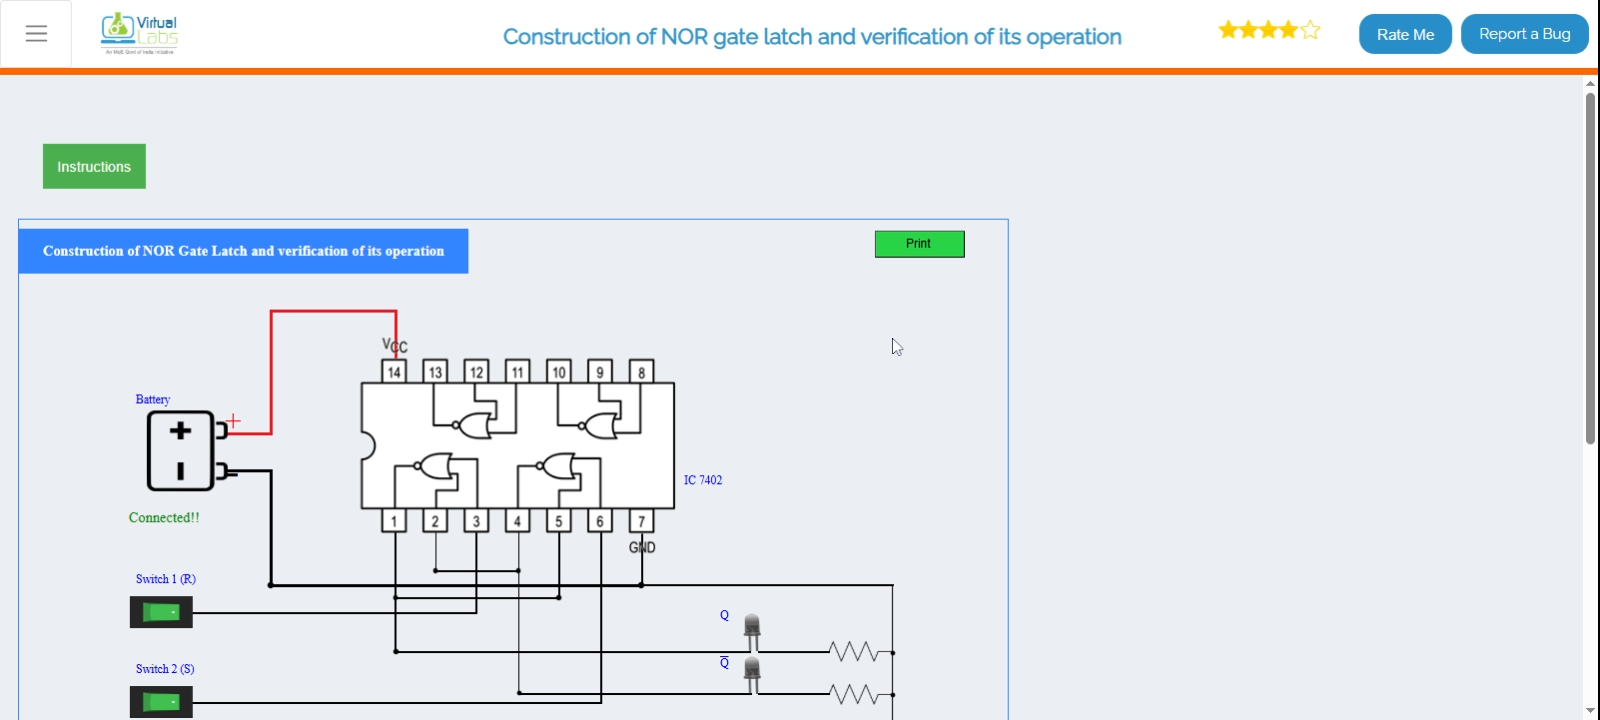 Virtual
Labs
An MoE Govt of India Initiative
Construction of NOR gate latch and verification of its operation
Rate Me
Report a Bug
Instructions
Construction of NOR Gate Latch and verification of its operation
Print
VCC
14 13 12 11 10 9 8
Battery
+
+
IC 7402
Connected!!
1 2 3 4 5 6 7
GND
Switch 1 (R)
Q
Switch 2 (S)
Q̅